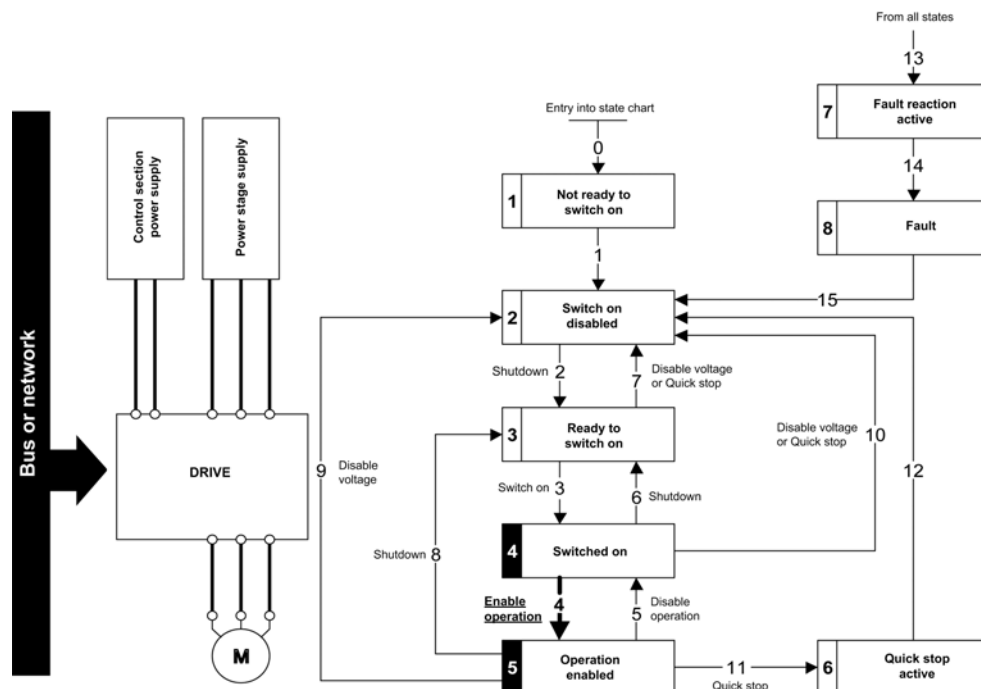 From all states
13
7
Fault reaction
active
14
8
Fault
15
Entry into state chart
0
1
Not ready to
switch on
1
2
Switch on
disabled
Shutdown
2
7
Disable voltage
or Quick stop
3
Ready to
switch on
Switch on
3
6
Shutdown
4
Switched on
Enable
operation
4
5
Disable
operation
5
Operation
enabled
11
Quick stop
6
Quick stop
active
Disable voltage
or Quick stop
10
12
9
Disable
voltage
Shutdown
8
Bus or network
Control section
power supply
Power stage supply
DRIVE
M